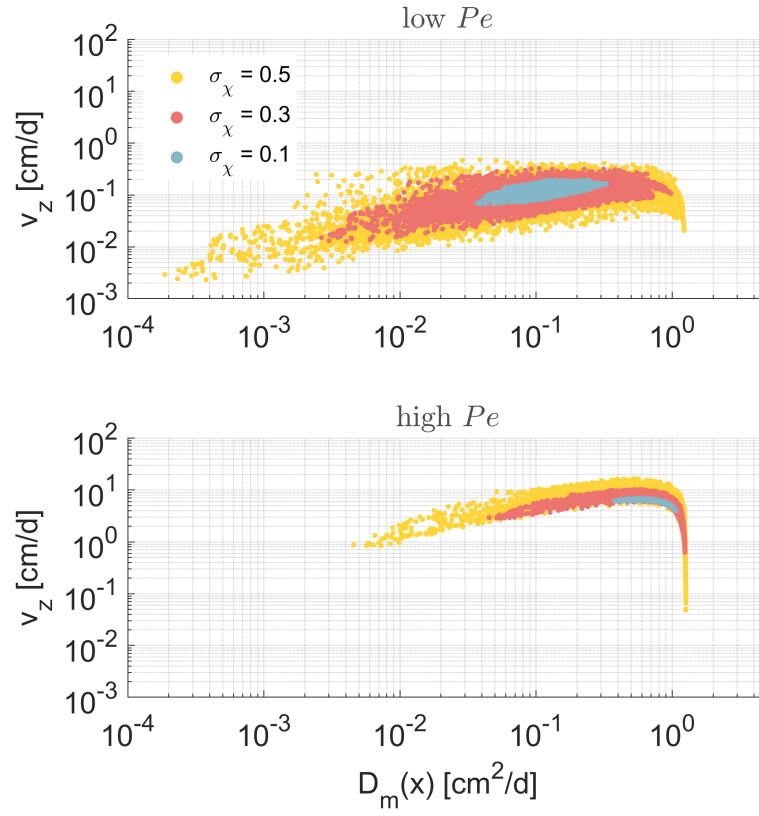 low Pe
10^2
10^1
10^0
10^-1
10^-2
10^-3
v_z [cm/d]
σ_χ = 0.5
σ_χ = 0.3
σ_χ = 0.1
10^-4 10^-3 10^-2 10^-1 10^0
high Pe
10^2
10^1
10^0
10^-1
10^-2
10^-3
v_z [cm/d]
10^-4 10^-3 10^-2 10^-1 10^0
D_m(x) [cm^2/d]